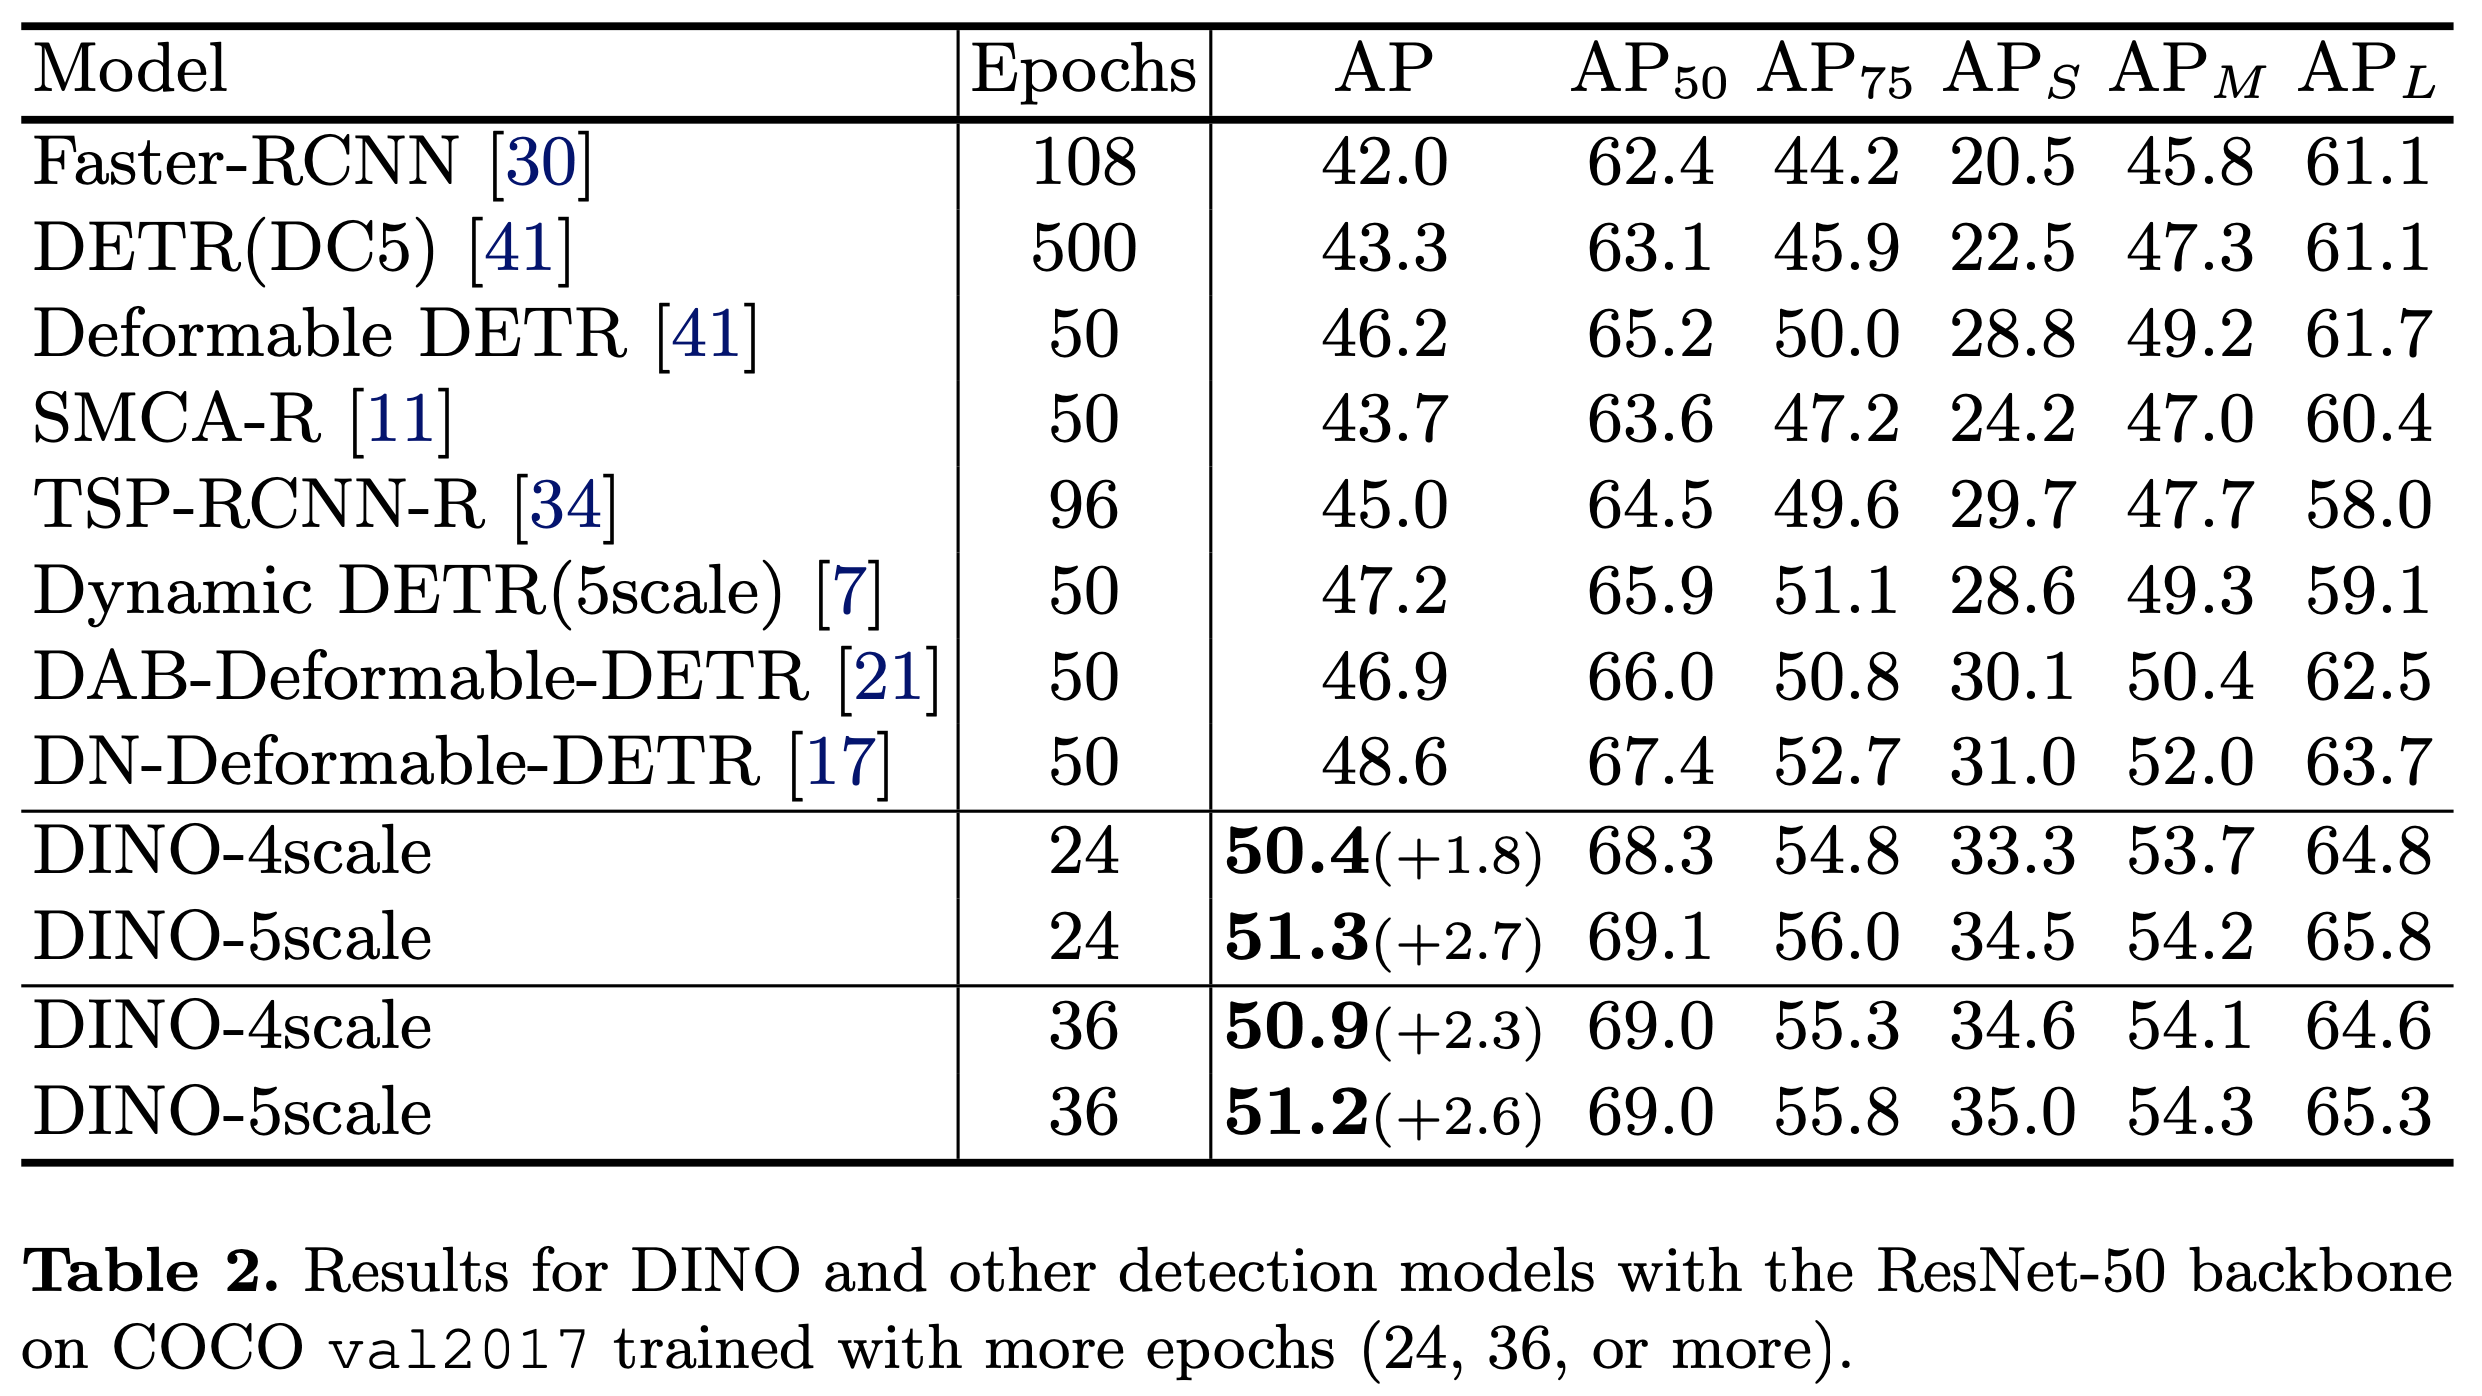 Model Epochs AP AP50 AP75 APS APM APL
Faster-RCNN [30] 108 42.0 62.4 44.2 20.5 45.8 61.1
DETR(DC5) [41] 500 43.3 63.1 45.9 22.5 47.3 61.1
Deformable DETR [41] 50 46.2 65.2 50.0 28.8 49.2 61.7
SMCA-R [11] 50 43.7 63.6 47.2 24.2 47.0 60.4
TSP-RCNN-R [34] 96 45.0 64.5 49.6 29.7 47.7 58.0
Dynamic DETR(5scale) [7] 50 47.2 65.9 51.1 28.6 49.3 59.1
DAB-Deformable-DETR [21] 50 46.9 66.0 50.8 30.1 50.4 62.5
DN-Deformable-DETR [17] 50 48.6 67.4 52.7 31.0 52.0 63.7
DINO-4scale 24 50.4(+1.8) 68.3 54.8 33.3 53.7 64.8
DINO-5scale 24 51.3(+2.7) 69.1 56.0 34.5 54.2 65.8
DINO-4scale 36 50.9(+2.3) 69.0 55.3 34.6 54.1 64.6
DINO-5scale 36 51.2(+2.6) 69.0 55.8 35.0 54.3 65.3
Table 2. Results for DINO and other detection models with the ResNet-50 backbone
on COCO val2017 trained with more epochs (24, 36, or more).